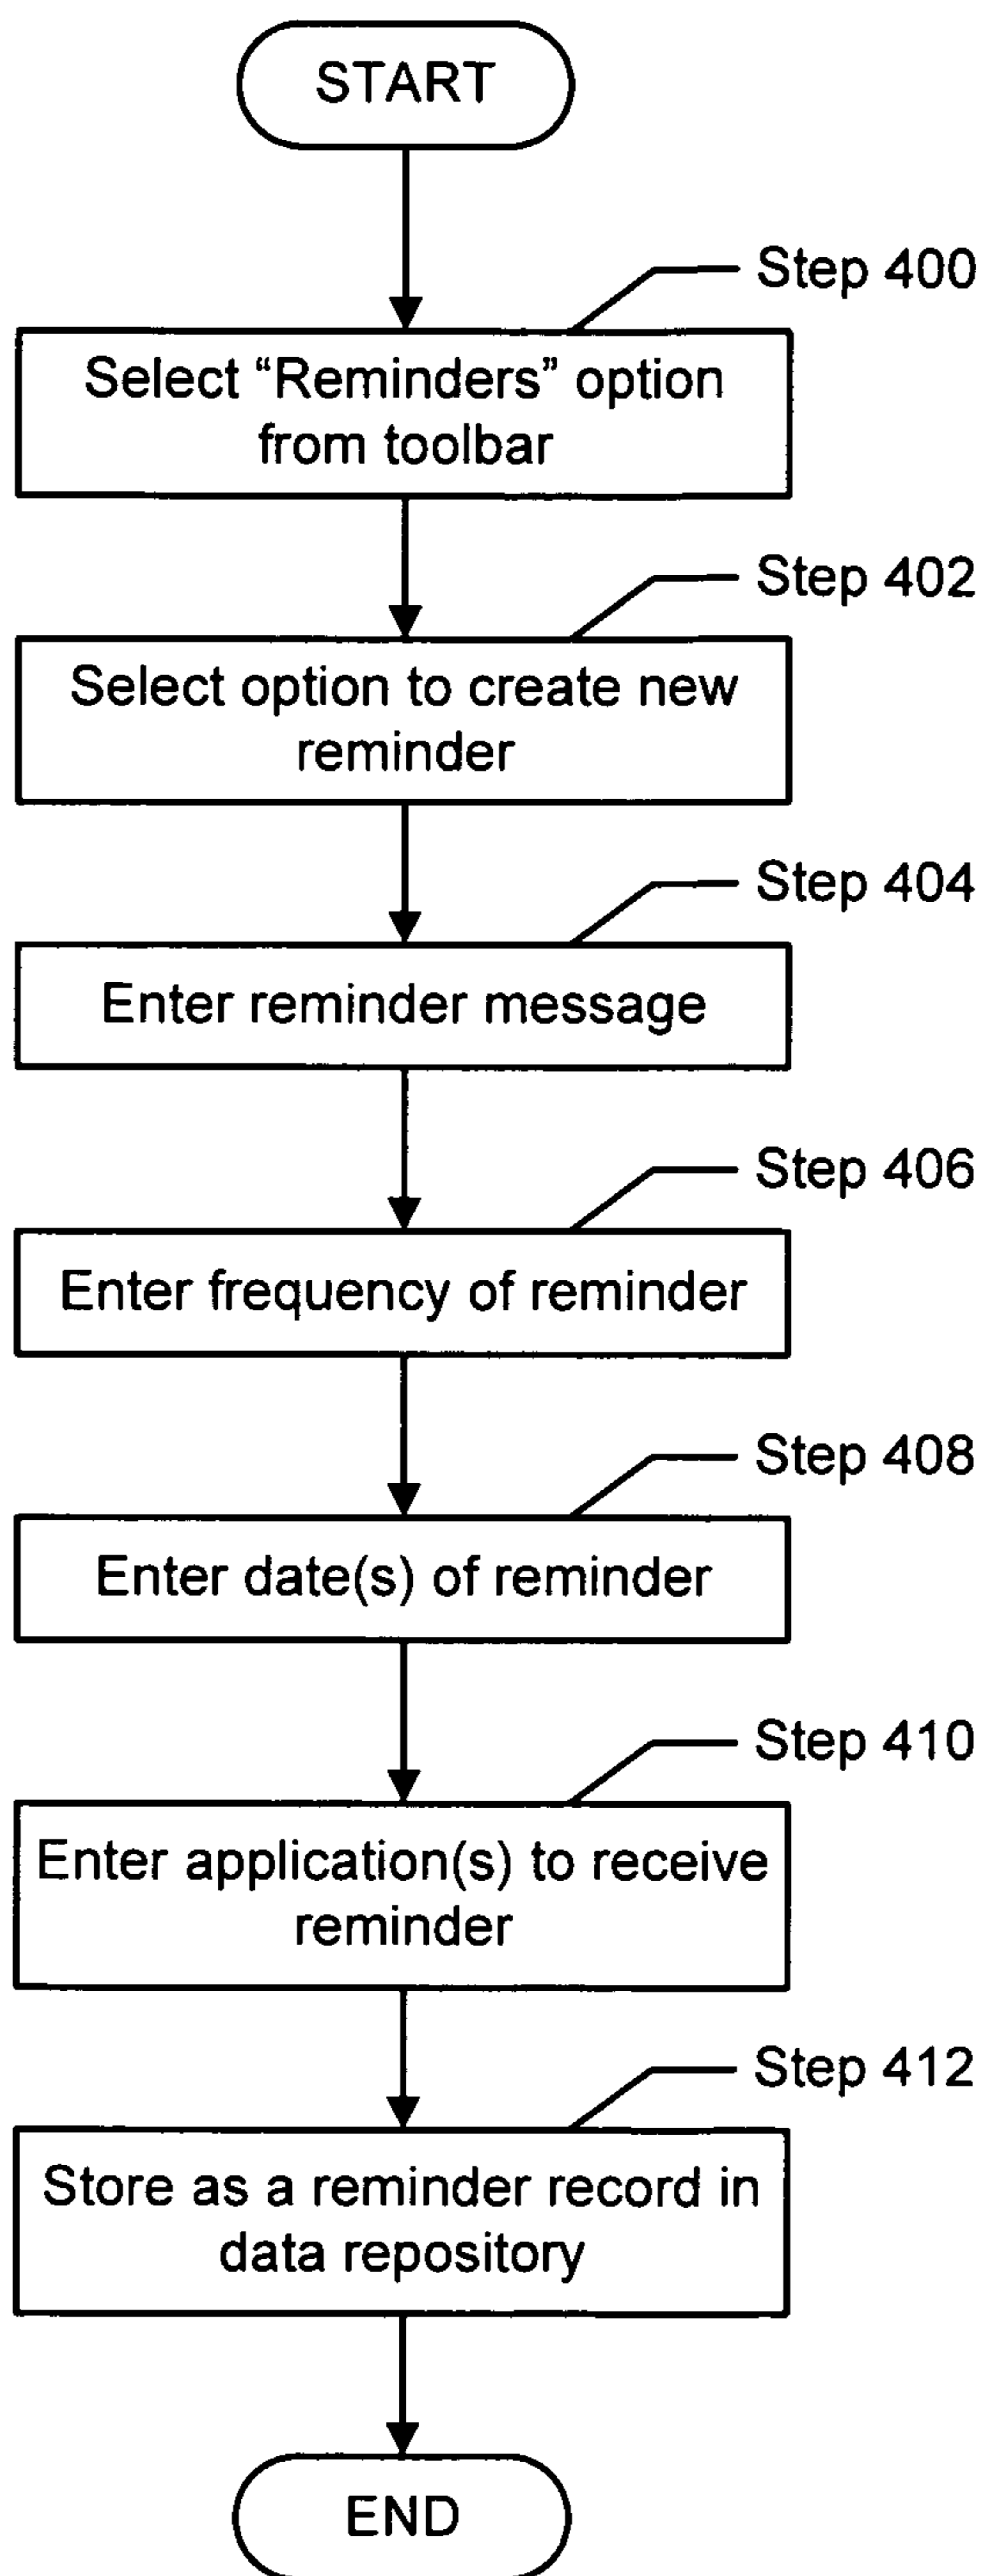 START
Step 400
Select “Reminders” option
from toolbar
Step 402
Select option to create new
reminder
Step 404
Enter reminder message
Step 406
Enter frequency of reminder
Step 408
Enter date(s) of reminder
Step 410
Enter application(s) to receive
reminder
Step 412
Store as a reminder record in
data repository
END